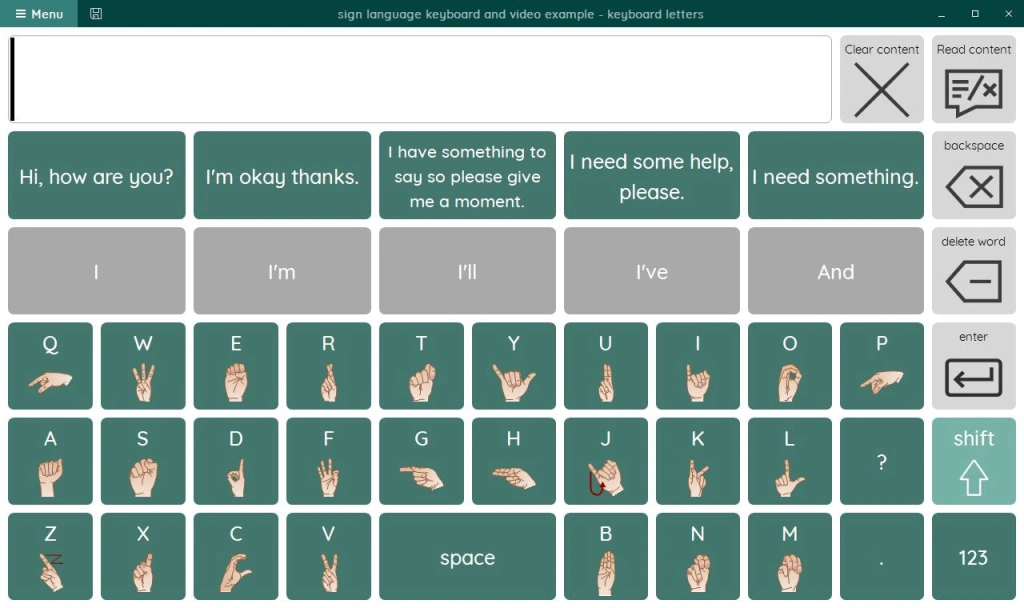 Menu
sign language keyboard and video example - keyboard letters
Clear content
Read content
Hi, how are you?
I'm okay thanks.
I have something to
say so please give
me a moment.
I need some help,
please.
I need something.
backspace
I
I'm
I'll
I've
And
delete word
Q
W
E
R
T
Y
U
I
O
P
enter
A
S
D
F
G
H
J
K
L
?
shift
Z
X
C
V
space
B
N
M
.
123